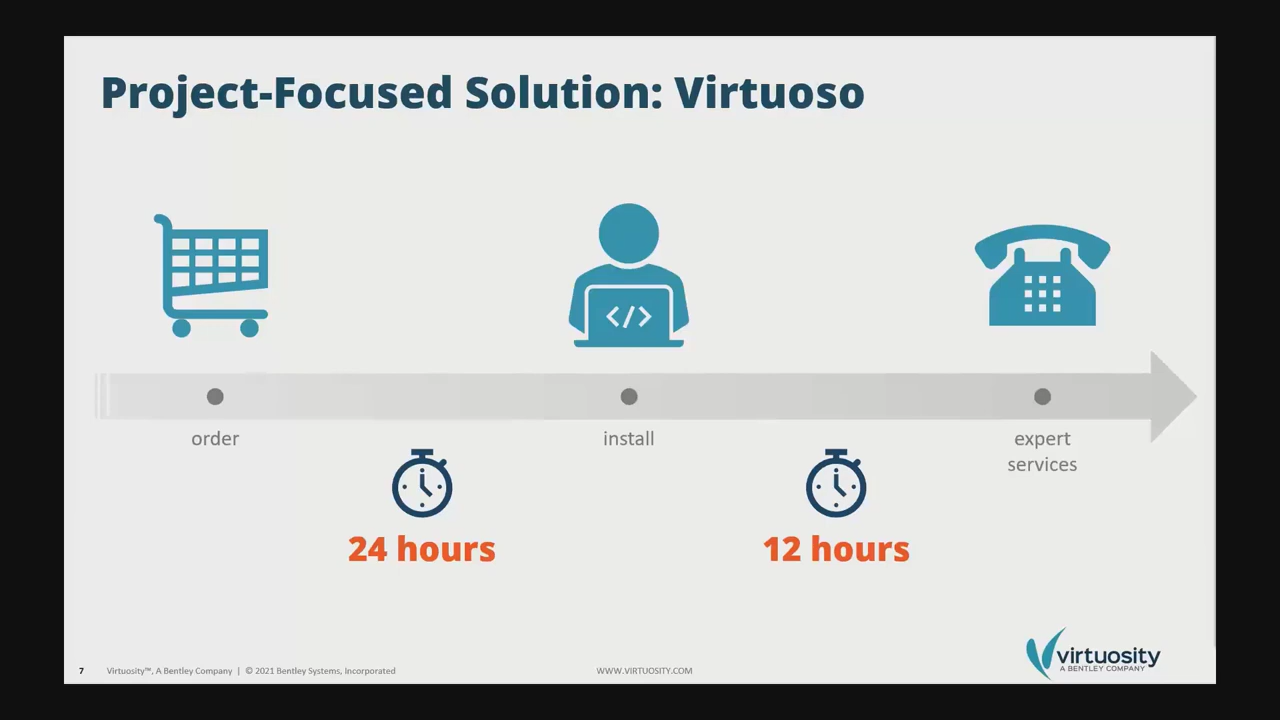 Project-Focused Solution: Virtuoso
</>
order
install
expert
services
24 hours
12 hours
7 Virtuosity™, A Bentley Company | © 2021 Bentley Systems, Incorporated
WWW.VIRTUOSITY.COM
virtuosity
A BENTLEY COMPANY